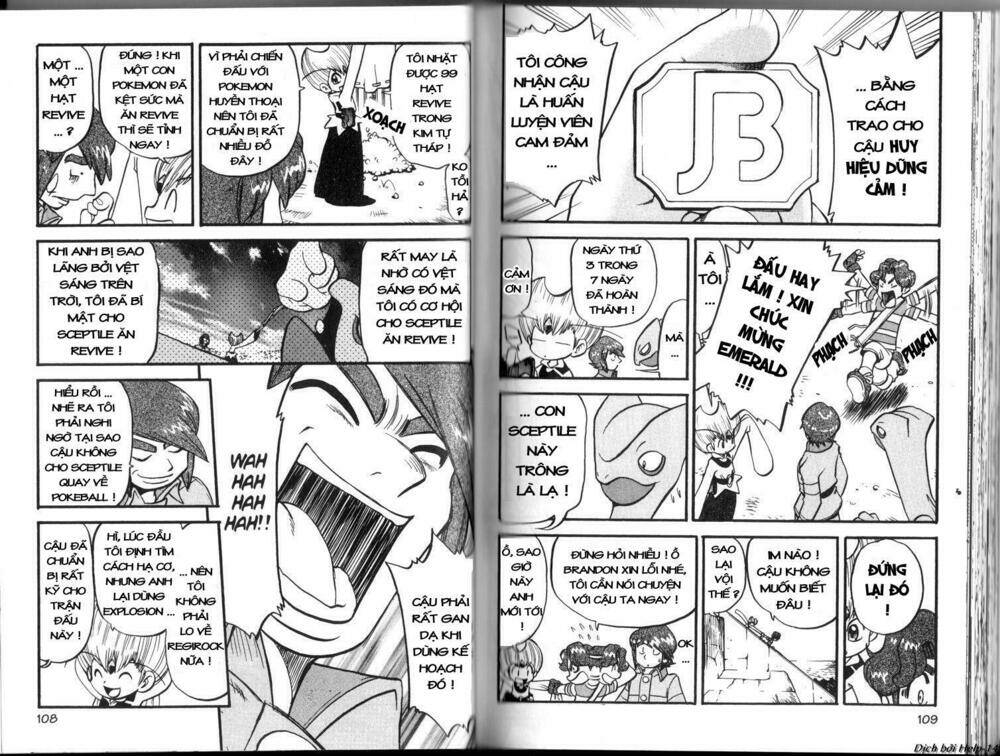 MỘT ...
MỘT
HẠT
REVIVE
... ?
ĐÚNG ! KHI
MỘT CON
POKEMON ĐÃ
KẾT SỨC MÀ
ĂN REVIVE
THÌ SẼ TỈNH
NGAY !
VÌ PHẢI CHIẾN
ĐẤU VỚI
POKEMON
HUYỀN THOẠI
NÊN TÔI ĐÃ
CHUẨN BỊ RẤT
NHIỀU ĐỒ
ĐÂY !
XOẠCH
TÔI NHẶT
ĐƯỢC 99
HẠT
REVIVE
TRONG
KIM TỰ
THÁP !
KO
TỒI
HẢ
?
KHI ANH BỊ SAO
LÃNG BỞI VỆT
SÁNG TRÊN
TRỜI, TÔI ĐÃ BÍ
MẬT CHO
SCEPTILE ĂN
REVIVE !
RẤT MAY LÀ
NHỜ CÓ VỆT
SÁNG ĐÓ MÀ
TÔI CÓ CƠ HỘI
CHO SCEPTILE
ĂN REVIVE !
HIỂU RỒI ...
NHẼ RA TÔI
PHẢI NGHI
NGỜ TẠI SAO
CẬU KHÔNG
CHO SCEPTILE
QUAY VỀ
POKEBALL !
WAH
HAH
HAH
HAH
HAH!!
CẬU ĐÃ
CHUẨN
BỊ RẤT
KỸ CHO
TRẬN
ĐẤU
NÀY !
HÌ, LÚC ĐẦU
TÔI ĐỊNH TÌM
CÁCH HẠ CƠ,
NHƯNG ANH
LẠI DÙNG
EXPLOSION ...
... NÊN
TÔI
KHÔNG
PHẢI
LO VỀ
REGIROCK
NỮA !
CẬU PHẢI
RẤT GAN
DẠ KHI
DÙNG KẾ
HOẠCH
ĐÓ !
108
TÔI CÔNG
NHẬN CẬU
LÀ HUẤN
LUYỆN VIÊN
CAM ĐẢM
...
JB
... BẰNG
CÁCH
TRAO CHO
CẬU HUY
HIỆU DŨNG
CẢM !
CẢM
ƠN !
NGÀY THỨ
3 TRONG
7 NGÀY
ĐÃ HOÀN
THÀNH !
MÀ
...
... CON
SCEPTILE
NÀY
TRÔNG
LÀ LẠ !
À
TÔI
...
ĐẤU HAY
LẮM ! XIN
CHÚC
MỪNG
EMERALD
!!!
PHẠCH
PHẠCH
Ồ, SAO
GIỜ
NÀY
ANH
MỚI TỚI
!
ĐỪNG HỎI NHIỀU ! Ồ
BRANDON XIN LỖI NHÉ,
TÔI CẦN NÓI CHUYỆN
VỚI CẬU TA NGAY !
OK
...
SAO
LẠI
VỘI
THẾ ?
IM NÀO !
CẬU KHÔNG
MUỐN BIẾT
ĐÂU !
ĐỨNG
LẠI ĐÓ
!
109